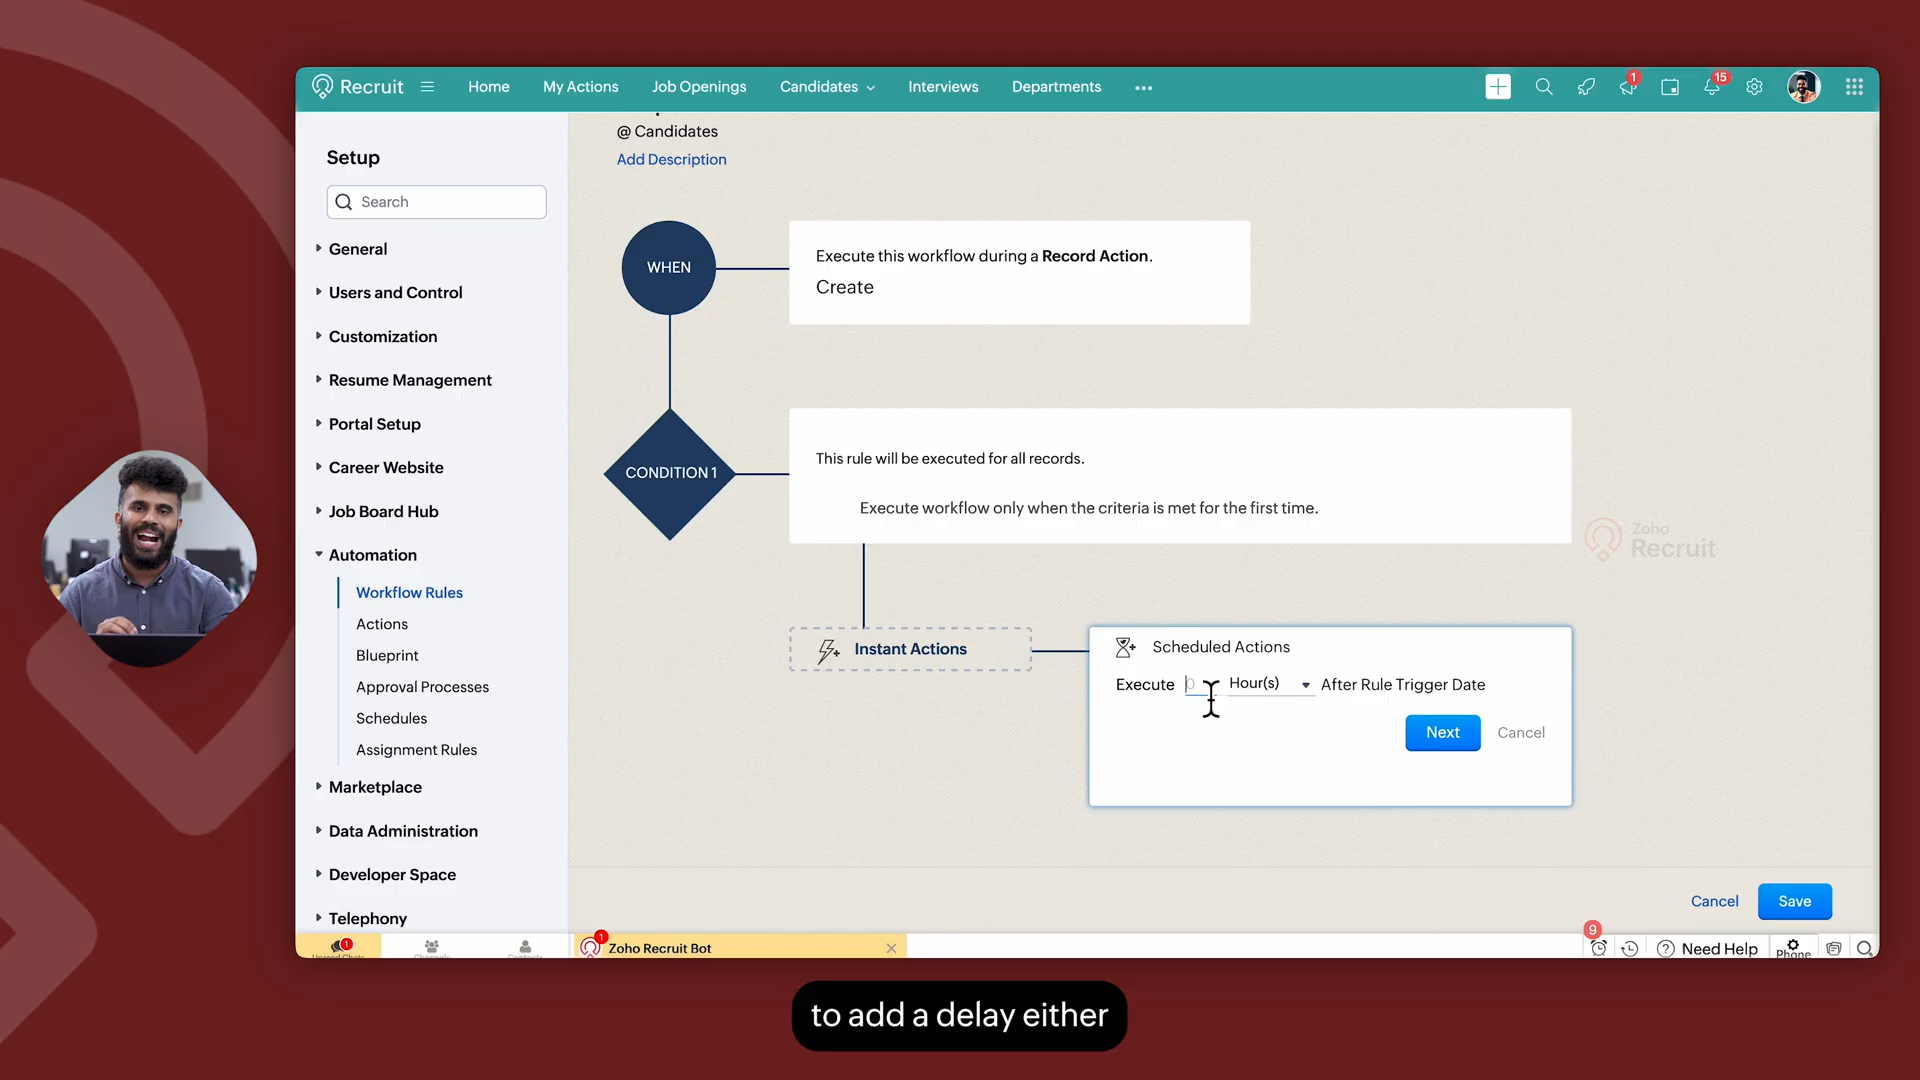 Recruit
Home
My Actions
Job Openings
Candidates
Interviews
Departments
1
15
Setup
Search
General
Users and Control
Customization
Resume Management
Portal Setup
Career Website
Job Board Hub
Automation
Workflow Rules
Actions
Blueprint
Approval Processes
Schedules
Assignment Rules
Marketplace
Data Administration
Developer Space
Telephony
@ Candidates
Add Description
WHEN
Execute this workflow during a Record Action.
Create
CONDITION 1
This rule will be executed for all records.
Execute workflow only when the criteria is met for the first time.
Zoho
Recruit
Instant Actions
Scheduled Actions
Execute 0 Hour(s) After Rule Trigger Date
Next
Cancel
Cancel
Save
1
1
Zoho Recruit Bot
9
Need Help
Phone
to add a delay either